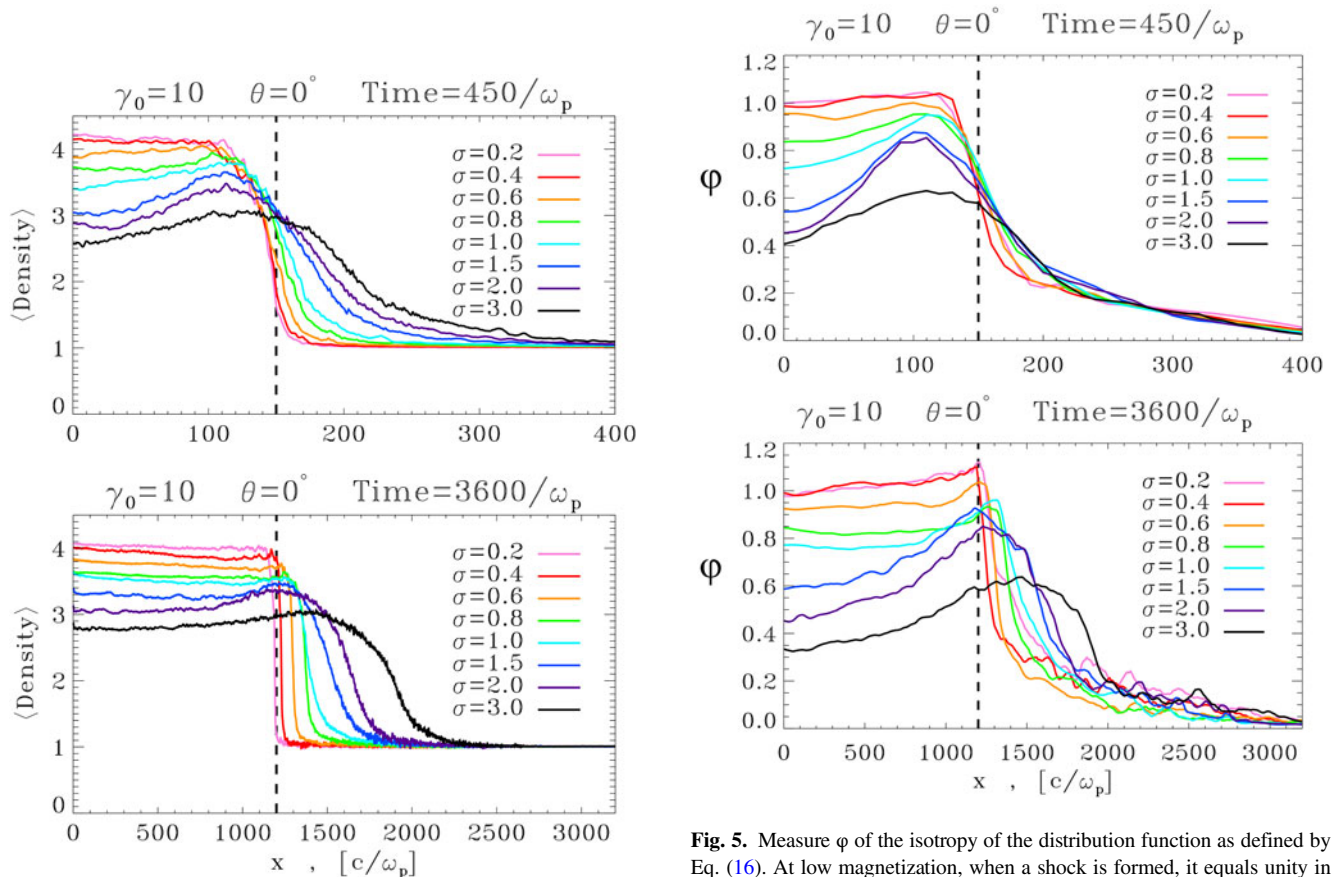 γ₀=10 θ=0° Time=450/ωₚ
⟨Density⟩
4
3
2
1
0
σ=0.2
σ=0.4
σ=0.6
σ=0.8
σ=1.0
σ=1.5
σ=2.0
σ=3.0
0 100 200 300 400
γ₀=10 θ=0° Time=3600/ωₚ
⟨Density⟩
4
3
2
1
0
σ=0.2
σ=0.4
σ=0.6
σ=0.8
σ=1.0
σ=1.5
σ=2.0
σ=3.0
0 500 1000 1500 2000 2500 3000
x , [c/ωₚ]
γ₀=10 θ=0° Time=450/ωₚ
φ
1.2
1.0
0.8
0.6
0.4
0.2
0.0
σ=0.2
σ=0.4
σ=0.6
σ=0.8
σ=1.0
σ=1.5
σ=2.0
σ=3.0
0 100 200 300 400
γ₀=10 θ=0° Time=3600/ωₚ
φ
1.2
1.0
0.8
0.6
0.4
0.2
0.0
σ=0.2
σ=0.4
σ=0.6
σ=0.8
σ=1.0
σ=1.5
σ=2.0
σ=3.0
0 500 1000 1500 2000 2500 3000
x , [c/ωₚ]
Fig. 5. Measure φ of the isotropy of the distribution function as defined by
Eq. (16). At low magnetization, when a shock is formed, it equals unity in